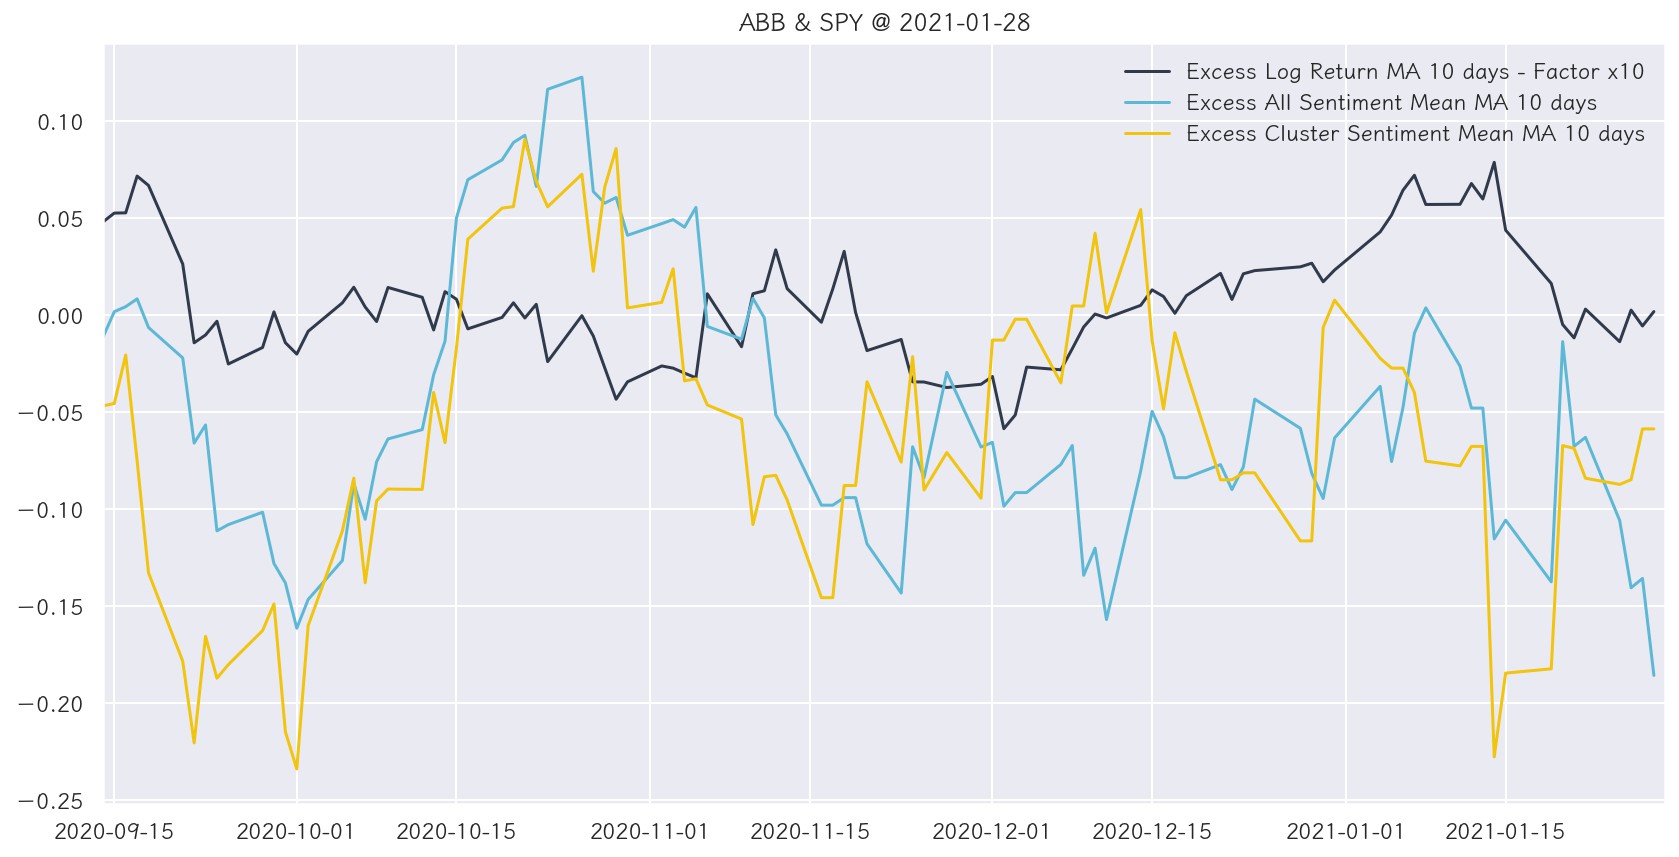 ABB & SPY @ 2021-01-28
Excess Log Return MA 10 days - Factor x10
Excess All Sentiment Mean MA 10 days
Excess Cluster Sentiment Mean MA 10 days
0.10
0.05
0.00
−0.05
−0.10
−0.15
−0.20
−0.25
2020-09-15 2020-10-01 2020-10-15 2020-11-01 2020-11-15 2020-12-01 2020-12-15 2021-01-01 2021-01-15